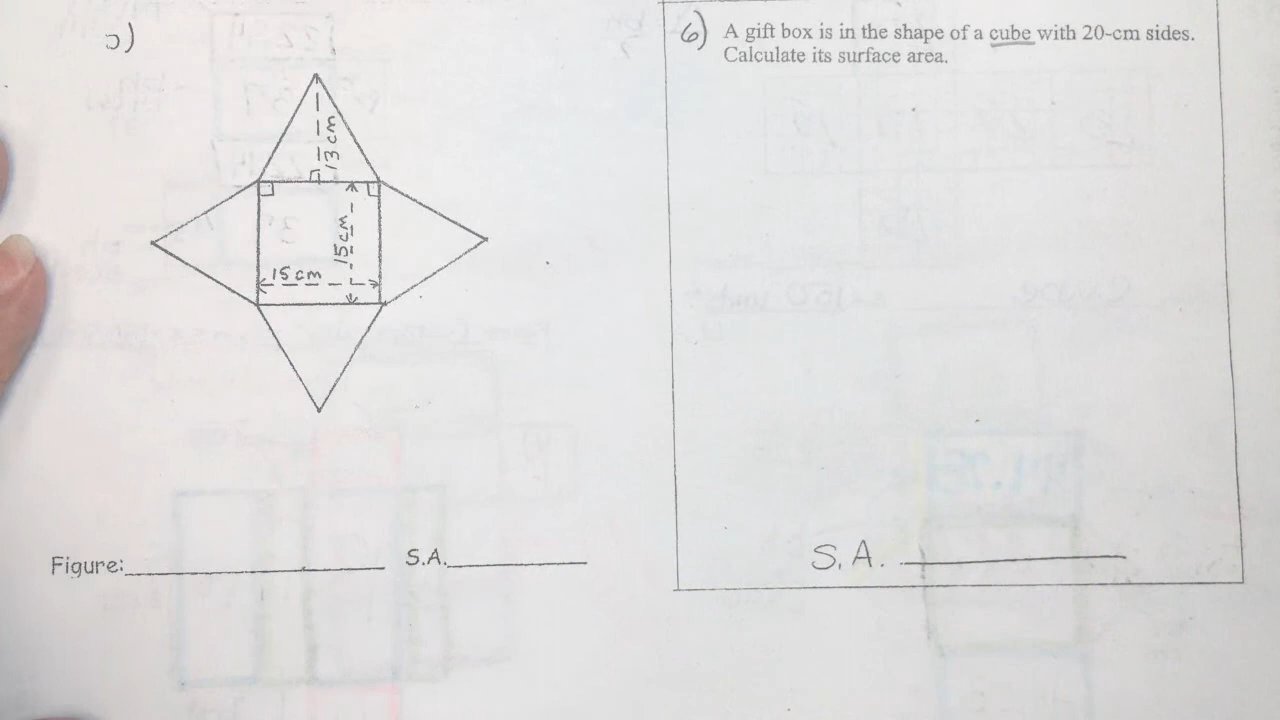 5)
13 cm
15cm
15 cm
Figure:
S.A.
6) A gift box is in the shape of a cube with 20-cm sides.
Calculate its surface area.
S.A.